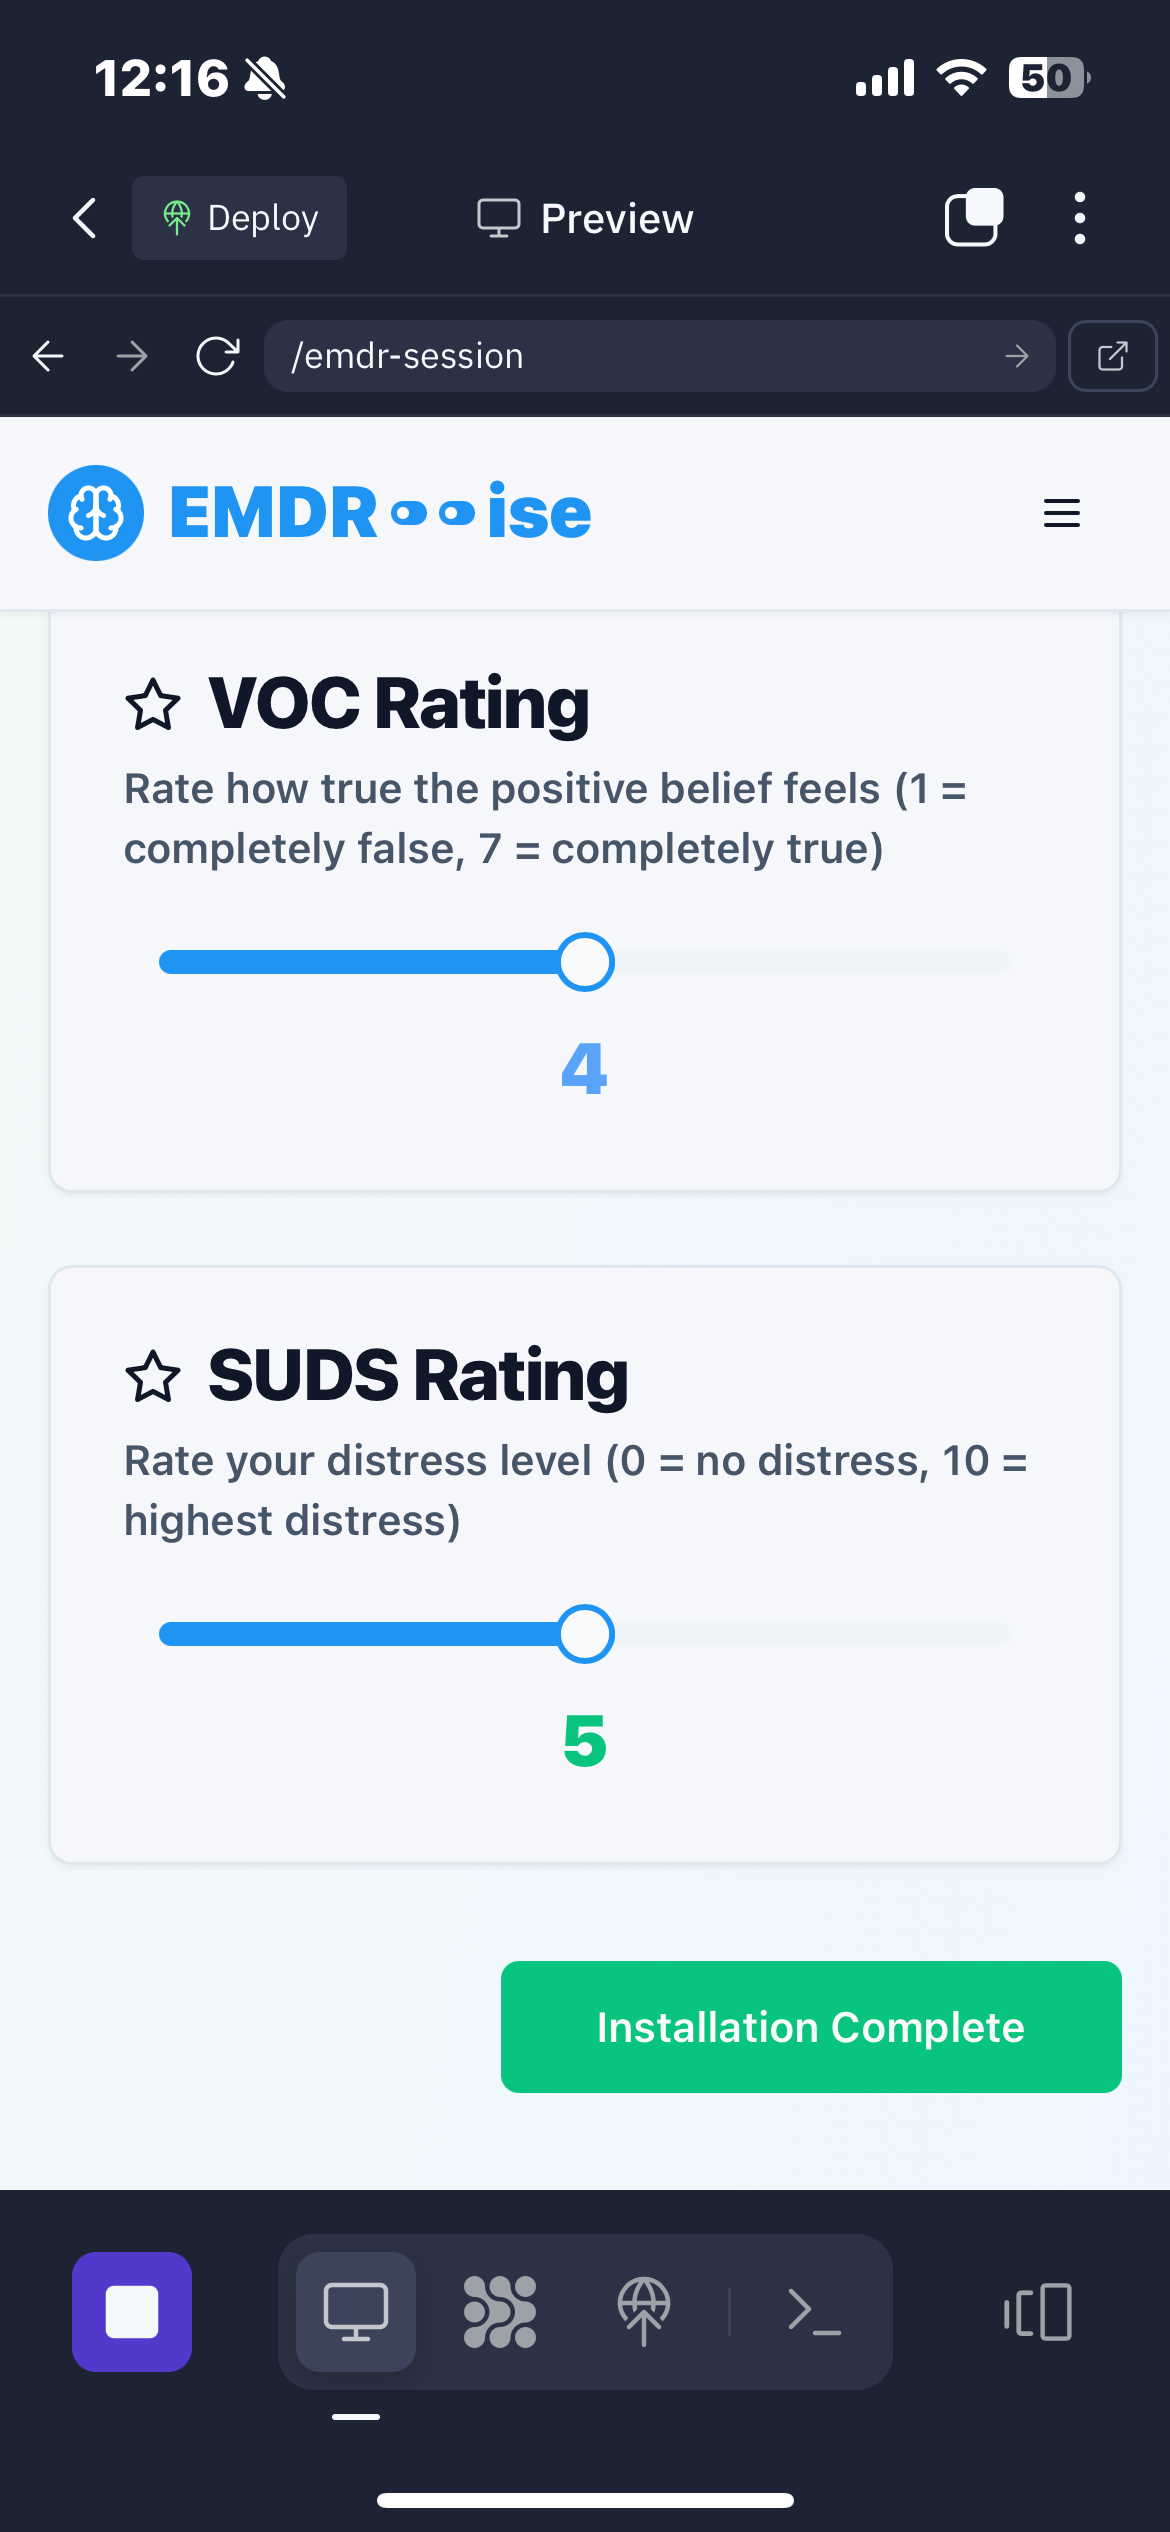 12:16
50
Deploy
Preview
/emdr-session
EMDR ise
VOC Rating
Rate how true the positive belief feels (1 =
completely false, 7 = completely true)
4
SUDS Rating
Rate your distress level (0 = no distress, 10 =
highest distress)
5
Installation Complete